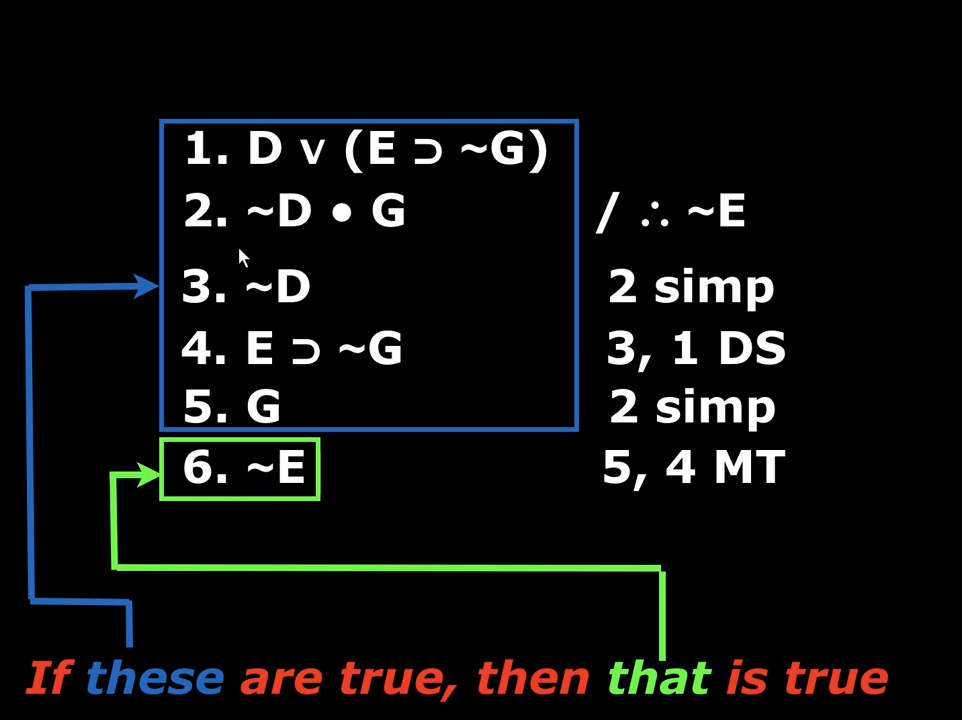 1. D ∨ (E ⊃ ~G)
2. ~D • G / ∴ ~E
3. ~D 2 simp
4. E ⊃ ~G 3, 1 DS
5. G 2 simp
6. ~E 5, 4 MT
If these are true, then that is true